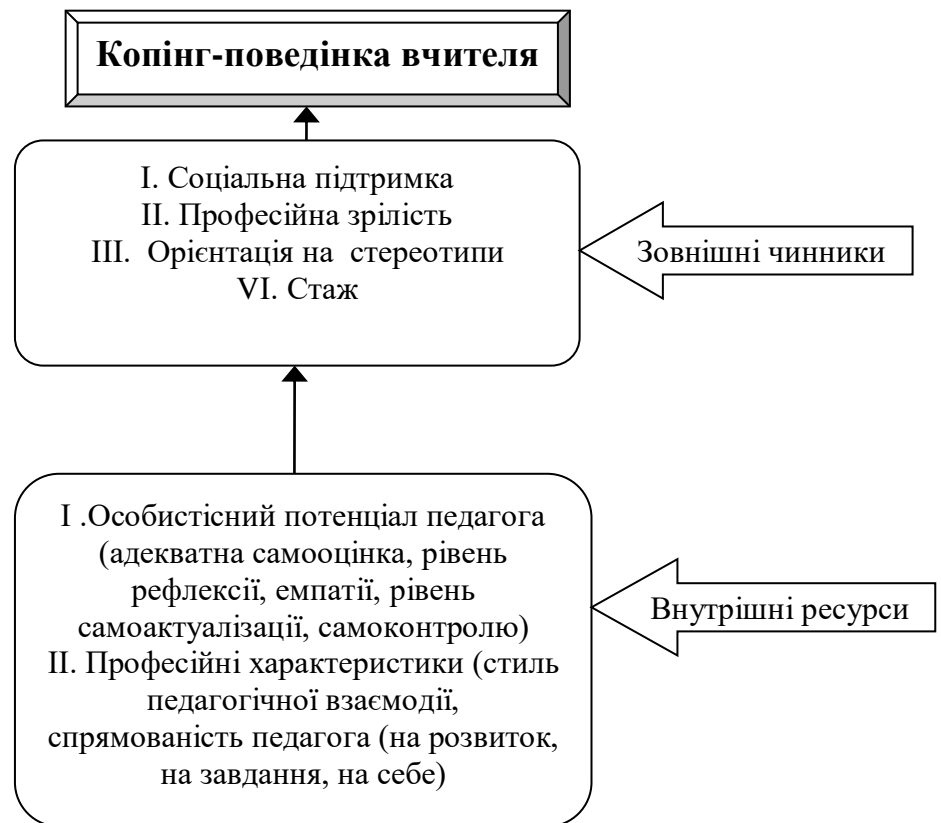 Копінг-поведінка вчителя
I. Соціальна підтримка
II. Професійна зрілість
III. Орієнтація на стереотипи
VI. Стаж
Зовнішні чинники
I .Особистісний потенціал педагога
(адекватна самооцінка, рівень
рефлексії, емпатії, рівень
самоактуалізації, самоконтролю)
II. Професійні характеристики (стиль
педагогічної взаємодії,
спрямованість педагога (на розвиток,
на завдання, на себе)
Внутрішні ресурси